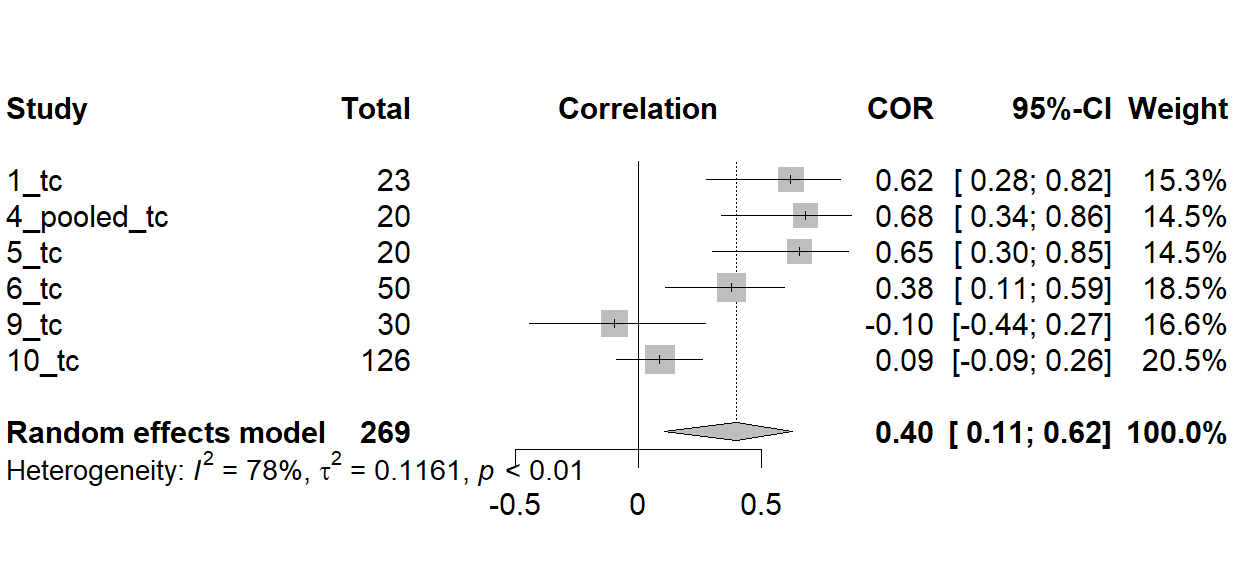 Study Total Correlation COR 95%-CI Weight
1_tc 23 0.62 [ 0.28; 0.82] 15.3%
4_pooled_tc 20 0.68 [ 0.34; 0.86] 14.5%
5_tc 20 0.65 [ 0.30; 0.85] 14.5%
6_tc 50 0.38 [ 0.11; 0.59] 18.5%
9_tc 30 -0.10 [-0.44; 0.27] 16.6%
10_tc 126 0.09 [-0.09; 0.26] 20.5%
Random effects model 269 0.40 [ 0.11; 0.62] 100.0%
Heterogeneity: I² = 78%, τ² = 0.1161, p < 0.01
-0.5 0 0.5